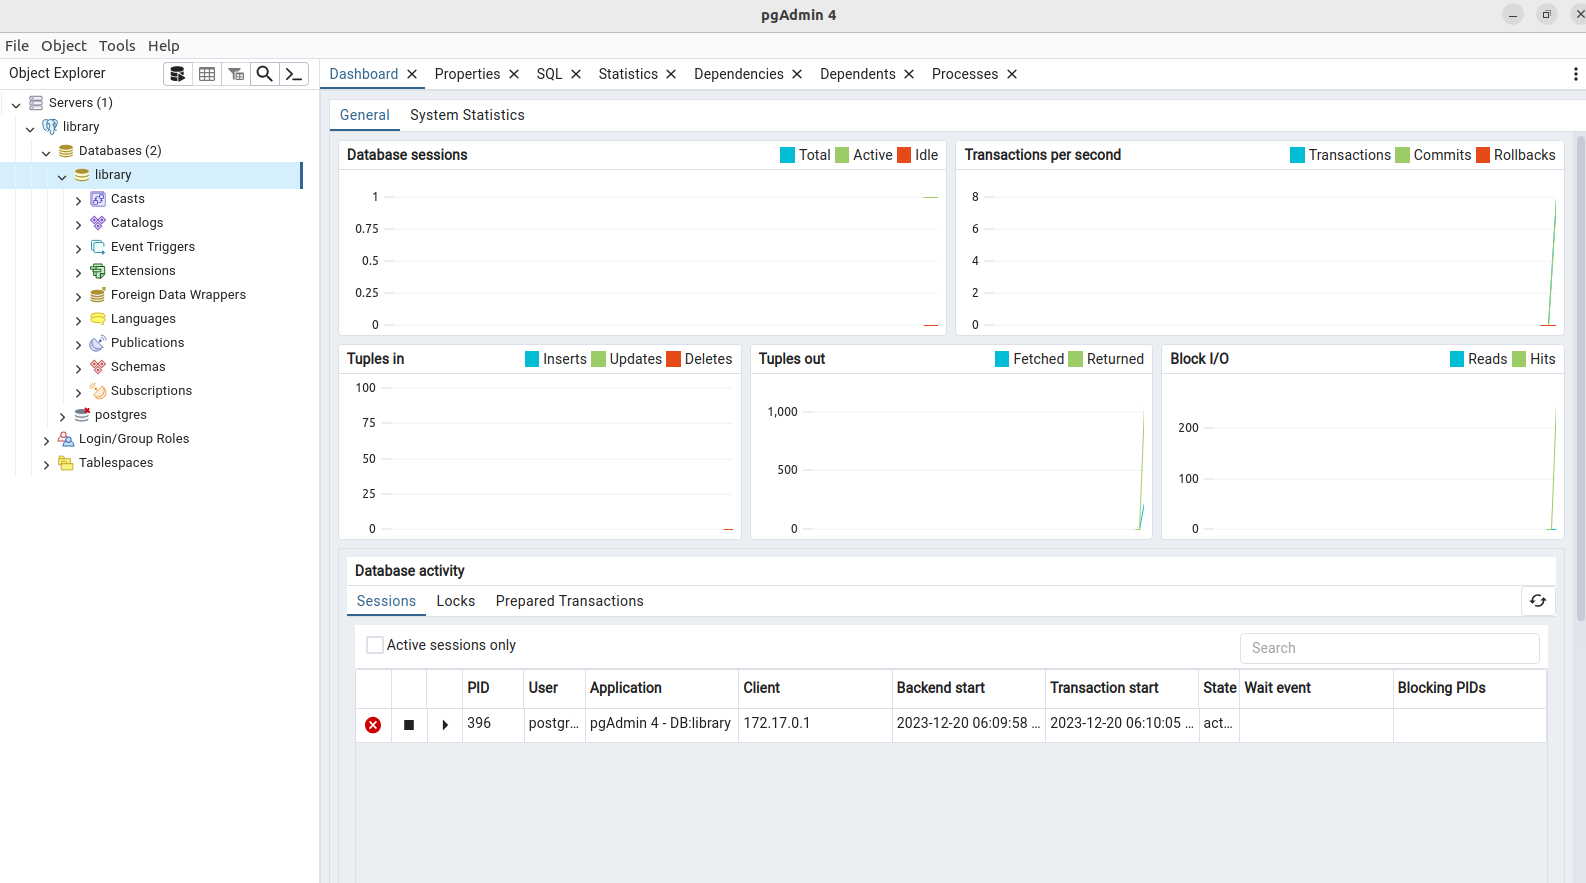 pgAdmin 4
File Object Tools Help
Object Explorer
Servers (1)
library
Databases (2)
library
Casts
Catalogs
Event Triggers
Extensions
Foreign Data Wrappers
Languages
Publications
Schemas
Subscriptions
postgres
Login/Group Roles
Tablespaces
Dashboard Properties SQL Statistics Dependencies Dependents Processes
General System Statistics
Database sessions Total Active Idle
1
0.75
0.5
0.25
0
Transactions per second Transactions Commits Rollbacks
8
6
4
2
0
Tuples in Inserts Updates Deletes
100
75
50
25
0
Tuples out Fetched Returned
1,000
500
0
Block I/O Reads Hits
200
100
0
Database activity
Sessions Locks Prepared Transactions
Active sessions only Search
PID User Application Client Backend start Transaction start State Wait event Blocking PIDs
396 postgr... pgAdmin 4 - DB:library 172.17.0.1 2023-12-20 06:09:58 ... 2023-12-20 06:10:05 ... act...